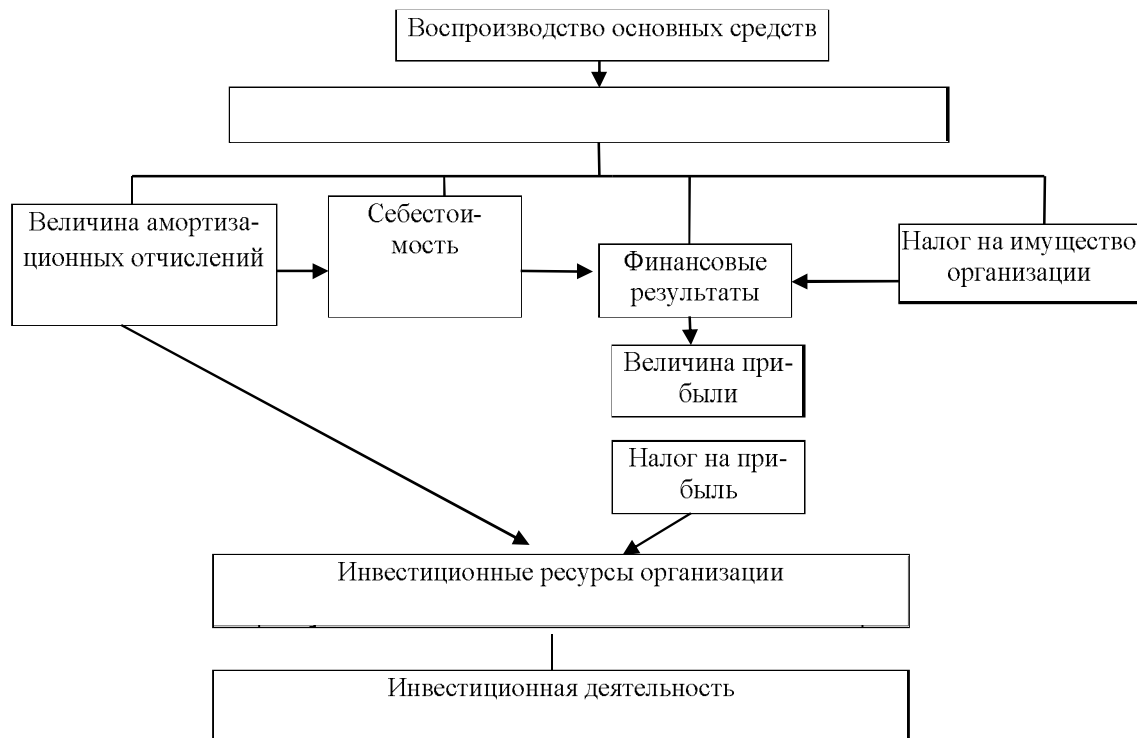 Воспроизводство основных средств
Величина амортиза-
ционных отчислений
Себестои-
мость
Финансовые
результаты
Налог на имущество
организации
Величина при-
были
Налог на при-
быль
Инвестиционные ресурсы организации
Инвестиционная деятельность